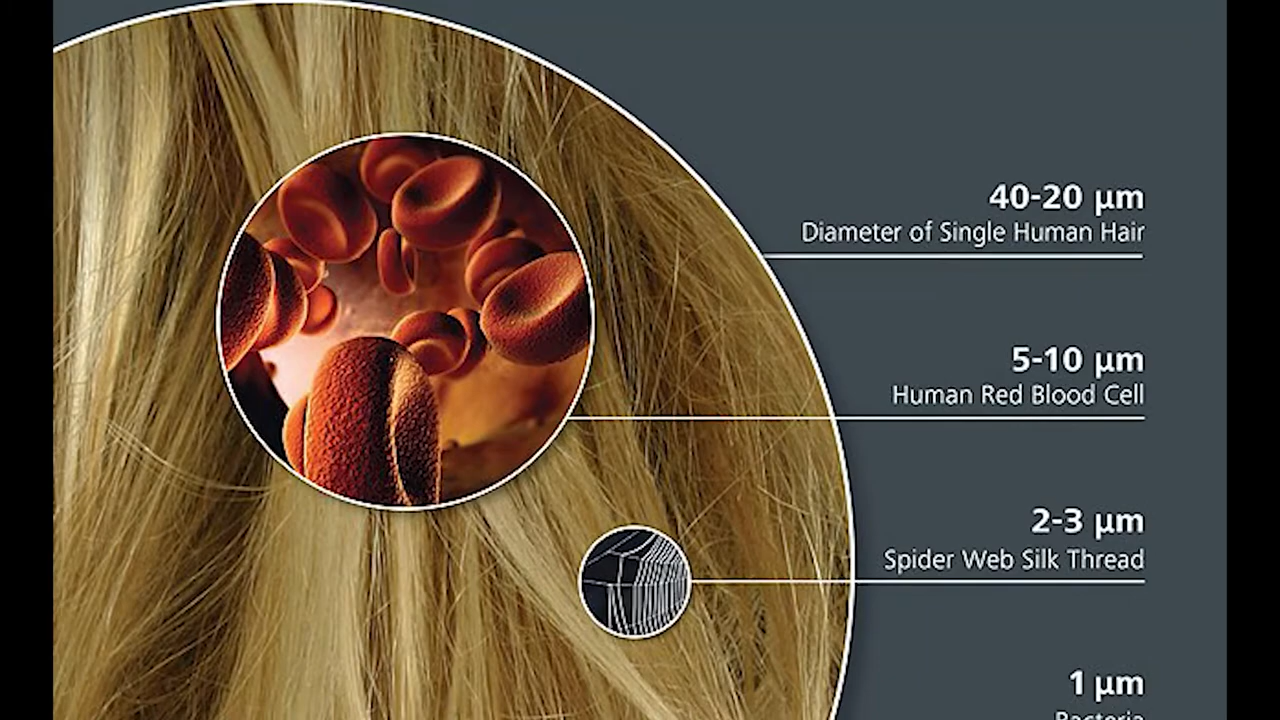 40-20 µm
Diameter of Single Human Hair
5-10 µm
Human Red Blood Cell
2-3 µm
Spider Web Silk Thread
1 µm
Bacteria